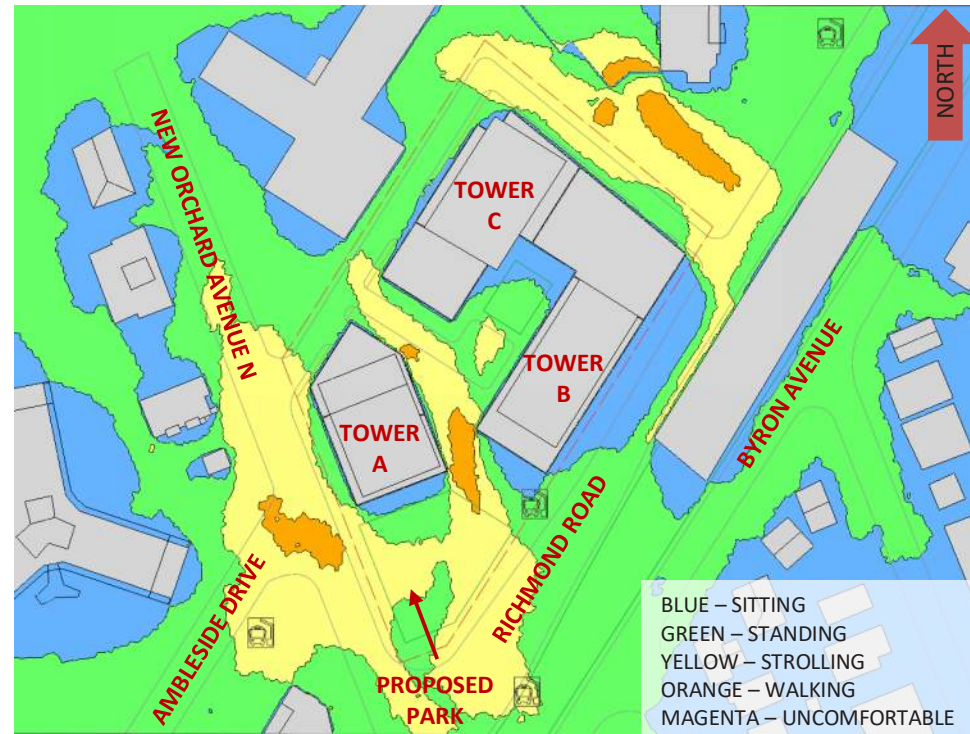 NORTH
NEW ORCHARD AVENUE N
TOWER
C
TOWER
B
TOWER
A
BYRON AVENUE
RICHMOND ROAD
AMBLESIDE DRIVE
PROPOSED
PARK
BLUE – SITTING
GREEN – STANDING
YELLOW – STROLLING
ORANGE – WALKING
MAGENTA – UNCOMFORTABLE